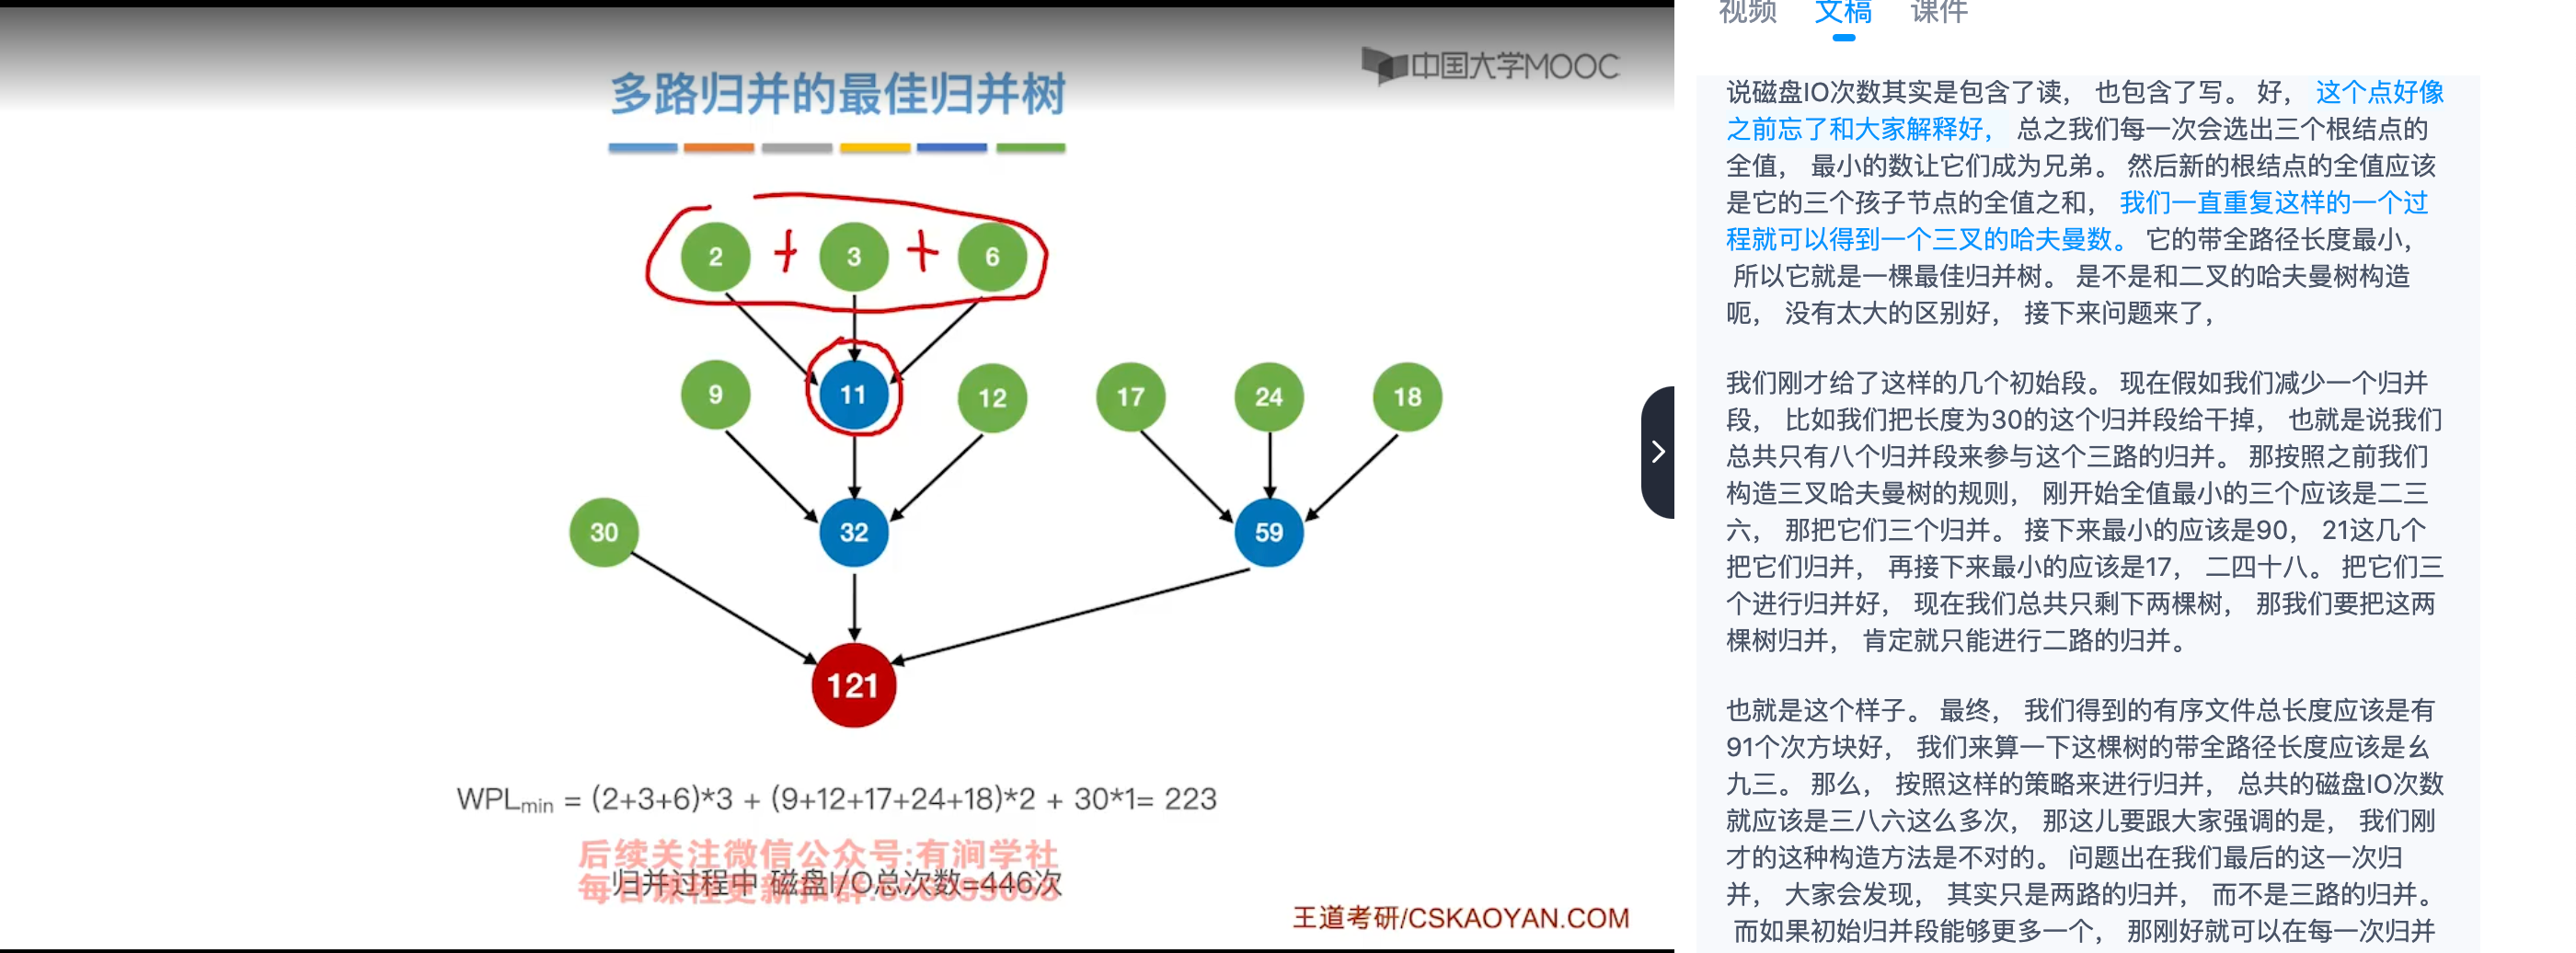 中国大学MOOC
多路归并的最佳归并树
2 + 3 + 6
9 11 12 17 24 18
30 32 59
121
WPLmin = (2+3+6)*3 + (9+12+17+24+18)*2 + 30*1= 223
后续关注微信公众号:有涧学社
归并过程中 磁盘I/O总次数=446次
王道考研/CSKAOYAN.COM
视频 文稿 课件
说磁盘IO次数其实是包含了读， 也包含了写。 好， 这个点好像
之前忘了和大家解释好， 总之我们每一次会选出三个根结点的
全值， 最小的数让它们成为兄弟。 然后新的根结点的全值应该
是它的三个孩子节点的全值之和， 我们一直重复这样的一个过
程就可以得到一个三叉的哈夫曼数。 它的带全路径长度最小，
所以它就是一棵最佳归并树。 是不是和二叉的哈夫曼树构造
呃， 没有太大的区别好， 接下来问题来了，
我们刚才给了这样的几个初始段。 现在假如我们减少一个归并
段， 比如我们把长度为30的这个归并段给干掉， 也就是说我们
总共只有八个归并段来参与这个三路的归并。 那按照之前我们
构造三叉哈夫曼树的规则， 刚开始全值最小的三个应该是二三
六， 那把它们三个归并。 接下来最小的应该是90， 21这几个
把它们归并， 再接下来最小的应该是17， 二四十八。 把它们三
个进行归并好， 现在我们总共只剩下两棵树， 那我们要把这两
棵树归并， 肯定就只能进行二路的归并。
也就是这个样子。 最终， 我们得到的有序文件总长度应该是有
91个次方块好， 我们来算一下这棵树的带全路径长度应该是幺
九三。 那么， 按照这样的策略来进行归并， 总共的磁盘IO次数
就应该是三八六这么多次， 那这儿要跟大家强调的是， 我们刚
才的这种构造方法是不对的。 问题出在我们最后的这一次归
并， 大家会发现， 其实只是两路的归并， 而不是三路的归并。
而如果初始归并段能够更多一个， 那刚好就可以在每一次归并